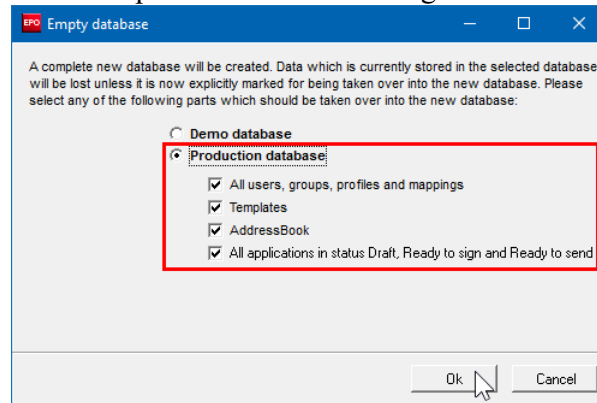 EPO Empty database
A complete new database will be created. Data which is currently stored in the selected database
will be lost unless it is now explicitly marked for being taken over into the new database. Please
select any of the following parts which should be taken over into the new database:
Demo database
Production database
All users, groups, profiles and mappings
Templates
AddressBook
All applications in status Draft, Ready to sign and Ready to send
Ok Cancel